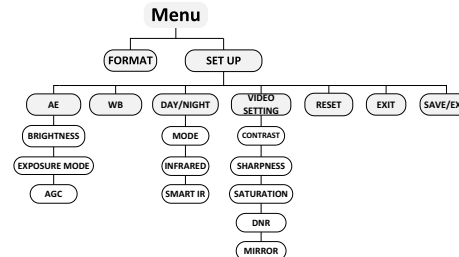 Menu
FORMAT
SET UP
AE
WB
DAY/NIGHT
VIDEO
SETTING
RESET
EXIT
SAVE/EX
BRIGHTNESS
MODE
CONTRAST
EXPOSURE MODE
INFRARED
SHARPNESS
AGC
SMART IR
SATURATION
DNR
MIRROR